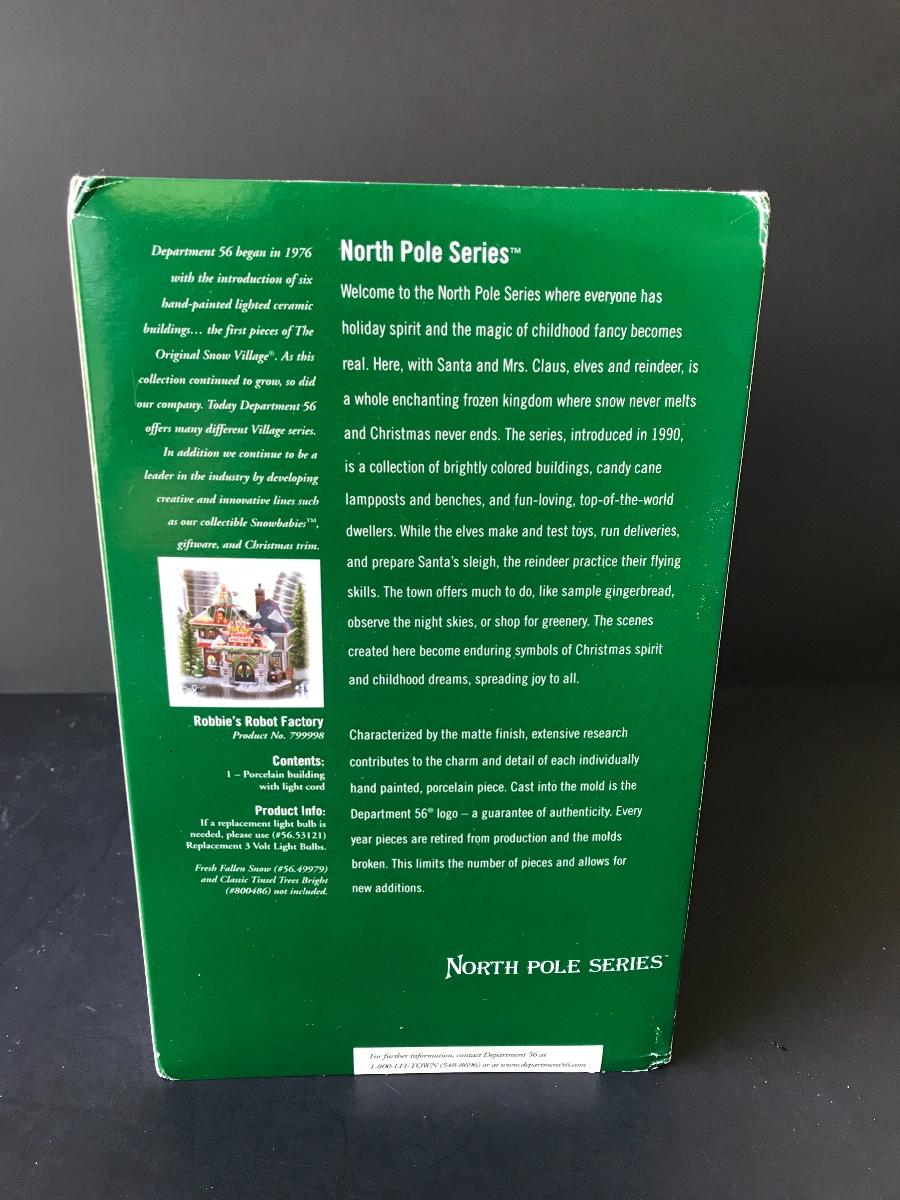 Department 56 began in 1976
with the introduction of six
hand-painted lighted ceramic
buildings... the first pieces of The
Original Snow Village®. As this
collection continued to grow, so did
our company. Today Department 56
offers many different Village series.
In addition we continue to be a
leader in the industry by developing
creative and innovative lines such
as our collectible Snowbabies™,
giftware, and Christmas trim.
ROBOT
FACTORY
Robbie's Robot Factory
Product No. 799998
Contents:
1 – Porcelain building
with light cord
Product Info:
If a replacement light bulb is
needed, please use (#56.53121)
Replacement 3 Volt Light Bulbs.
Fresh Fallen Snow (#56.49979)
and Classic Tinsel Trees Bright
(#800486) not included.
North Pole Series™
Welcome to the North Pole Series where everyone has
holiday spirit and the magic of childhood fancy becomes
real. Here, with Santa and Mrs. Claus, elves and reindeer, is
a whole enchanting frozen kingdom where snow never melts
and Christmas never ends. The series, introduced in 1990,
is a collection of brightly colored buildings, candy cane
lampposts and benches, and fun-loving, top-of-the-world
dwellers. While the elves make and test toys, run deliveries,
and prepare Santa's sleigh, the reindeer practice their flying
skills. The town offers much to do, like sample gingerbread,
observe the night skies, or shop for greenery. The scenes
created here become enduring symbols of Christmas spirit
and childhood dreams, spreading joy to all.
Characterized by the matte finish, extensive research
contributes to the charm and detail of each individually
hand painted, porcelain piece. Cast into the mold is the
Department 56® logo – a guarantee of authenticity. Every
year pieces are retired from production and the molds
broken. This limits the number of pieces and allows for
new additions.
NORTH POLE SERIES™
For further information, contact Department 56 at
1-800-LIT-TOWN (548-8696) or at www.department56.com